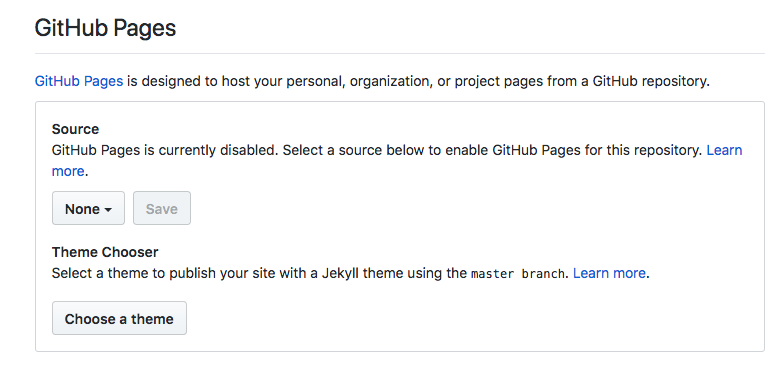 GitHub Pages
GitHub Pages is designed to host your personal, organization, or project pages from a GitHub repository.
Source
GitHub Pages is currently disabled. Select a source below to enable GitHub Pages for this repository. Learn
more.
None Save
Theme Chooser
Select a theme to publish your site with a Jekyll theme using the master branch. Learn more.
Choose a theme